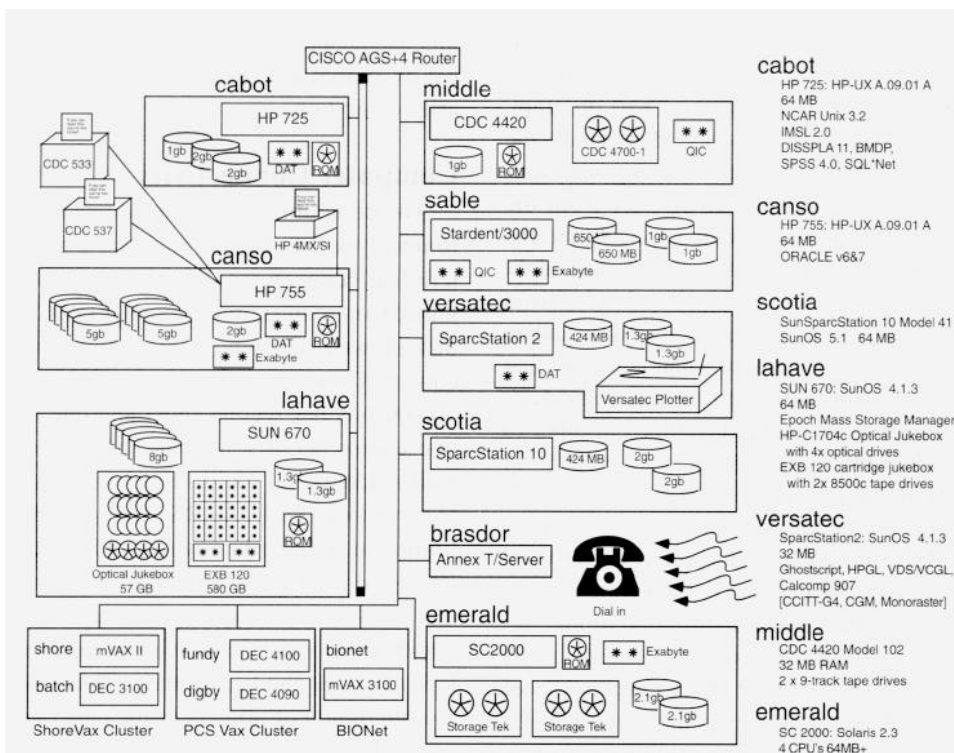 CISCO AGS+4 Router
cabot
HP 725
1gb
2gb
2gb
DAT
ROM
CDC 533
CDC 537
HP 4MX/SI
canso
HP 755
5gb
5gb
2gb
DAT
ROM
Exabyte
lahave
SUN 670
8gb
1.3gb
1.3gb
ROM
Optical Jukebox
57 GB
EXB 120
580 GB
shore
mVAX II
batch
DEC 3100
ShoreVax Cluster
fundy
DEC 4100
digby
DEC 4090
PCS Vax Cluster
bionet
mVAX 3100
BIONet
middle
CDC 4420
1gb
ROM
CDC 4700-1
QIC
sable
Stardent/3000
650 MB
650 MB
1gb
1gb
QIC
Exabyte
versatec
SparcStation 2
424 MB
1.3gb
1.3gb
DAT
Versatec Plotter
scotia
SparcStation 10
424 MB
2gb
2gb
brasdor
Annex T/Server
Dial in
emerald
SC2000
ROM
Exabyte
Storage Tek
Storage Tek
2.1gb
2.1gb
cabot
HP 725: HP-UX A.09.01 A
64 MB
NCAR Unix 3.2
IMSL 2.0
DISSPLA 11, BMDP,
SPSS 4.0, SQL*Net
canso
HP 755: HP-UX A.09.01 A
64 MB
ORACLE v6&7
scotia
SunSparcStation 10 Model 41
SunOS 5.1 64 MB
lahave
SUN 670: SunOS 4.1.3
64 MB
Epoch Mass Storage Manager
HP-C1704c Optical Jukebox
with 4x optical drives
EXB 120 cartridge jukebox
with 2x 8500c tape drives
versatec
SparcStation2: SunOS 4.1.3
32 MB
Ghostscript, HPGL, VDS/VCGL,
Calcomp 907
[CCITT-G4, CGM, Monoraster]
middle
CDC 4420 Model 102
32 MB RAM
2 x 9-track tape drives
emerald
SC 2000: Solaris 2.3
4 CPU's 64MB+